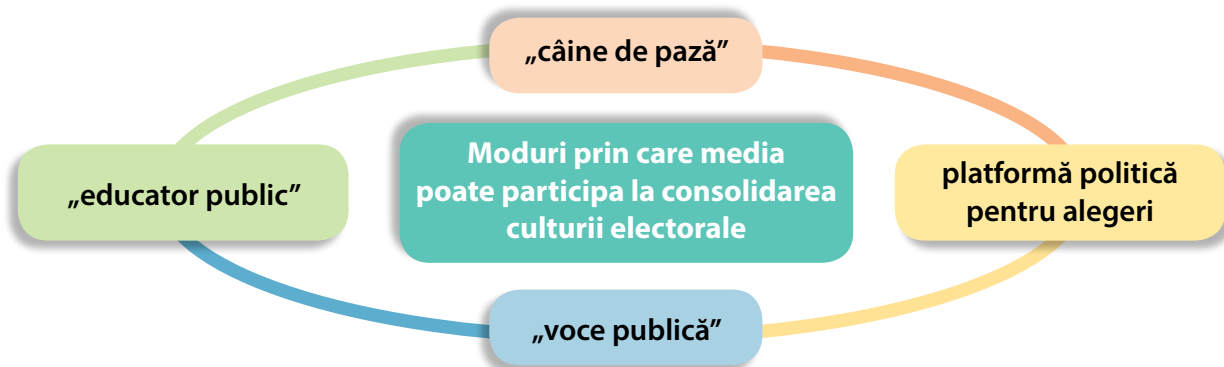 „câine de pază”
„educator public”
Moduri prin care media
poate participa la consolidarea
culturii electorale
platformă politică
pentru alegeri
„voce publică”